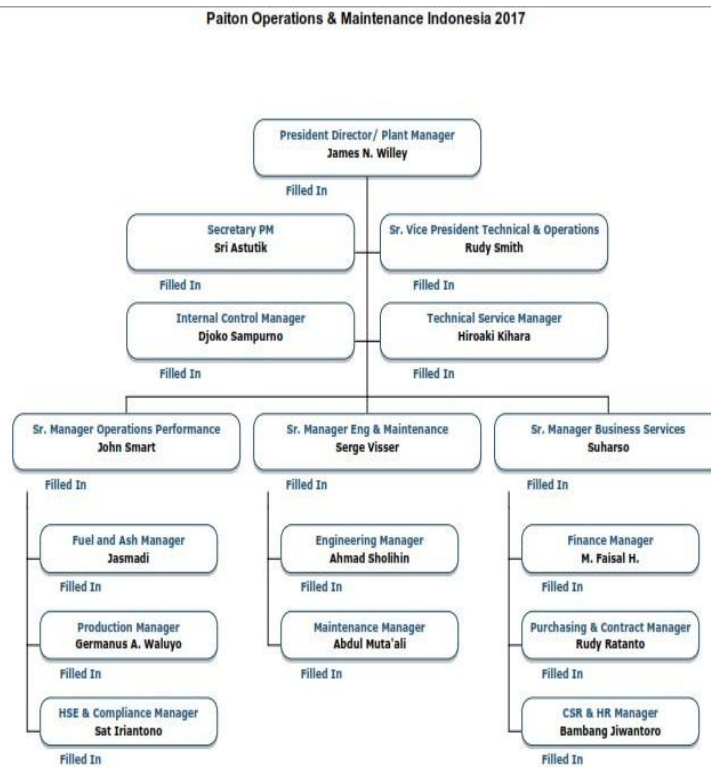 Paiton Operations & Maintenance Indonesia 2017
President Director/ Plant Manager
James N. Willey
Filled In
Secretary PM
Sri Astutik
Filled In
Sr. Vice President Technical & Operations
Rudy Smith
Filled In
Internal Control Manager
Djoko Sampurno
Filled In
Technical Service Manager
Hiroaki Kihara
Filled In
Sr. Manager Operations Performance
John Smart
Filled In
Sr. Manager Eng & Maintenance
Serge Visser
Filled In
Sr. Manager Business Services
Suharso
Filled In
Fuel and Ash Manager
Jasmadi
Filled In
Production Manager
Germanus A. Waluyo
Filled In
HSE & Compliance Manager
Sat Iriantono
Filled In
Engineering Manager
Ahmad Sholihin
Filled In
Maintenance Manager
Abdul Muta'ali
Filled In
Finance Manager
M. Faisal H.
Filled In
Purchasing & Contract Manager
Rudy Ratanto
Filled In
CSR & HR Manager
Bambang Jiwantoro
Filled In